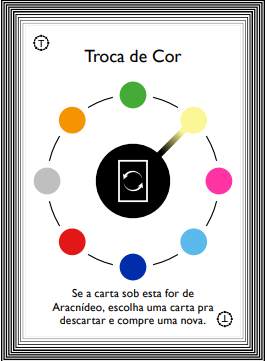 T
Troca de Cor
Se a carta sob esta for de
Aracnídeo, escolha uma carta pra
descartar e compre uma nova.
T